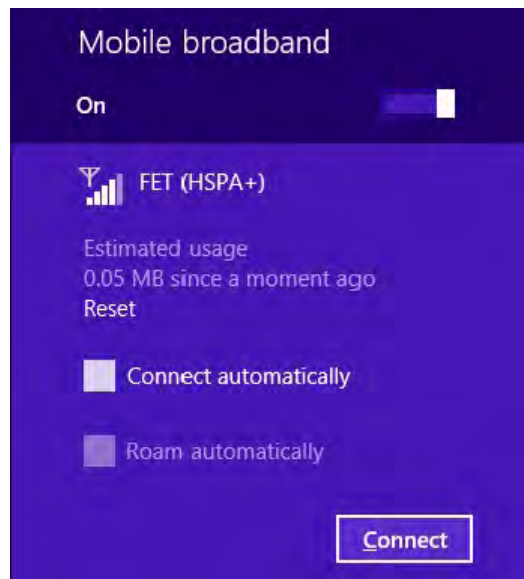 Mobile broadband
On
FET (HSPA+)
Estimated usage
0.05 MB since a moment ago
Reset
Connect automatically
Roam automatically
Connect